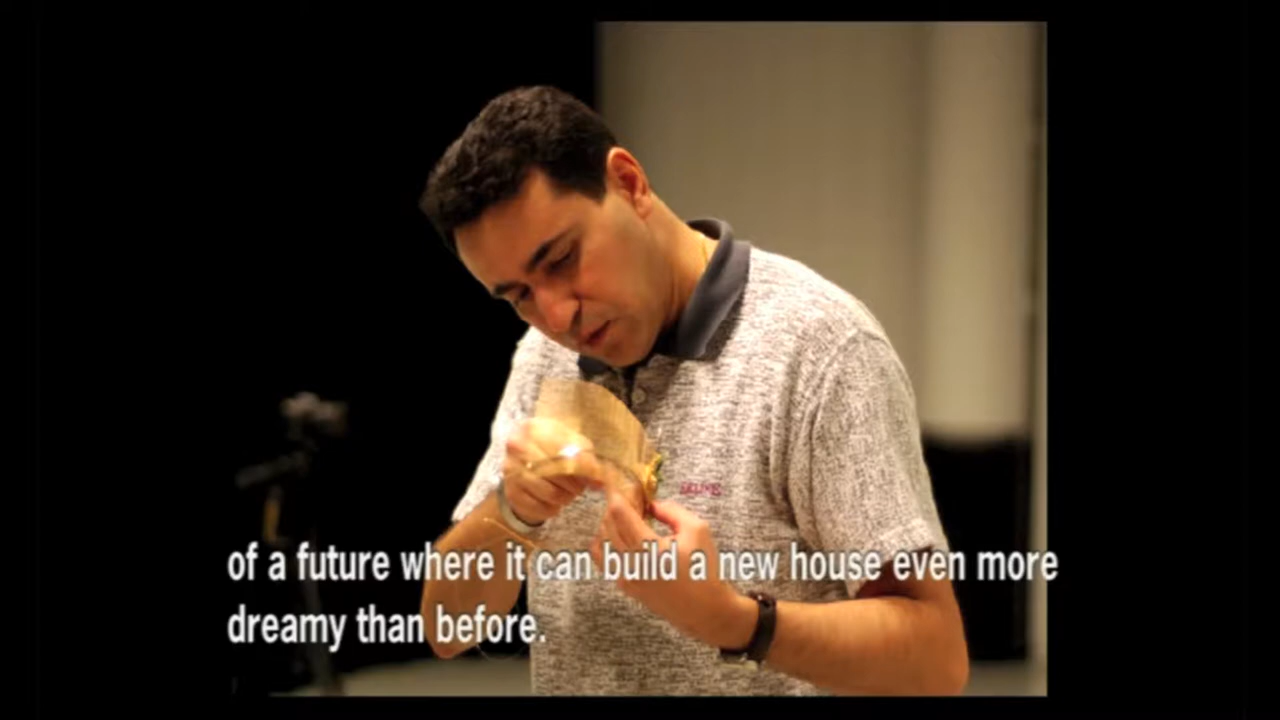 of a future where it can build a new house even more
dreamy than before.